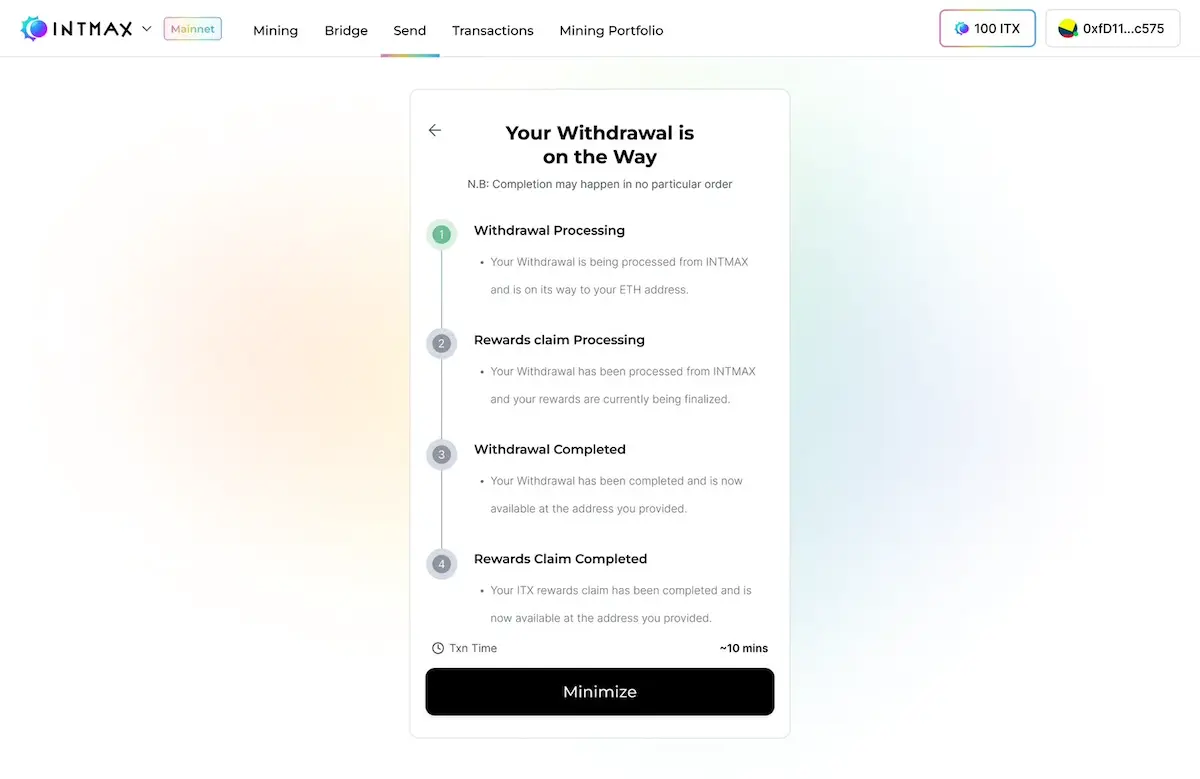 INTMAX
Mainnet
Mining
Bridge
Send
Transactions
Mining Portfolio
100 ITX
0xfD11...c575
Your Withdrawal is
on the Way
N.B: Completion may happen in no particular order
1
Withdrawal Processing
• Your Withdrawal is being processed from INTMAX
and is on its way to your ETH address.
2
Rewards claim Processing
• Your Withdrawal has been processed from INTMAX
and your rewards are currently being finalized.
3
Withdrawal Completed
• Your Withdrawal has been completed and is now
available at the address you provided.
4
Rewards Claim Completed
• Your ITX rewards claim has been completed and is
now available at the address you provided.
Txn Time
~10 mins
Minimize